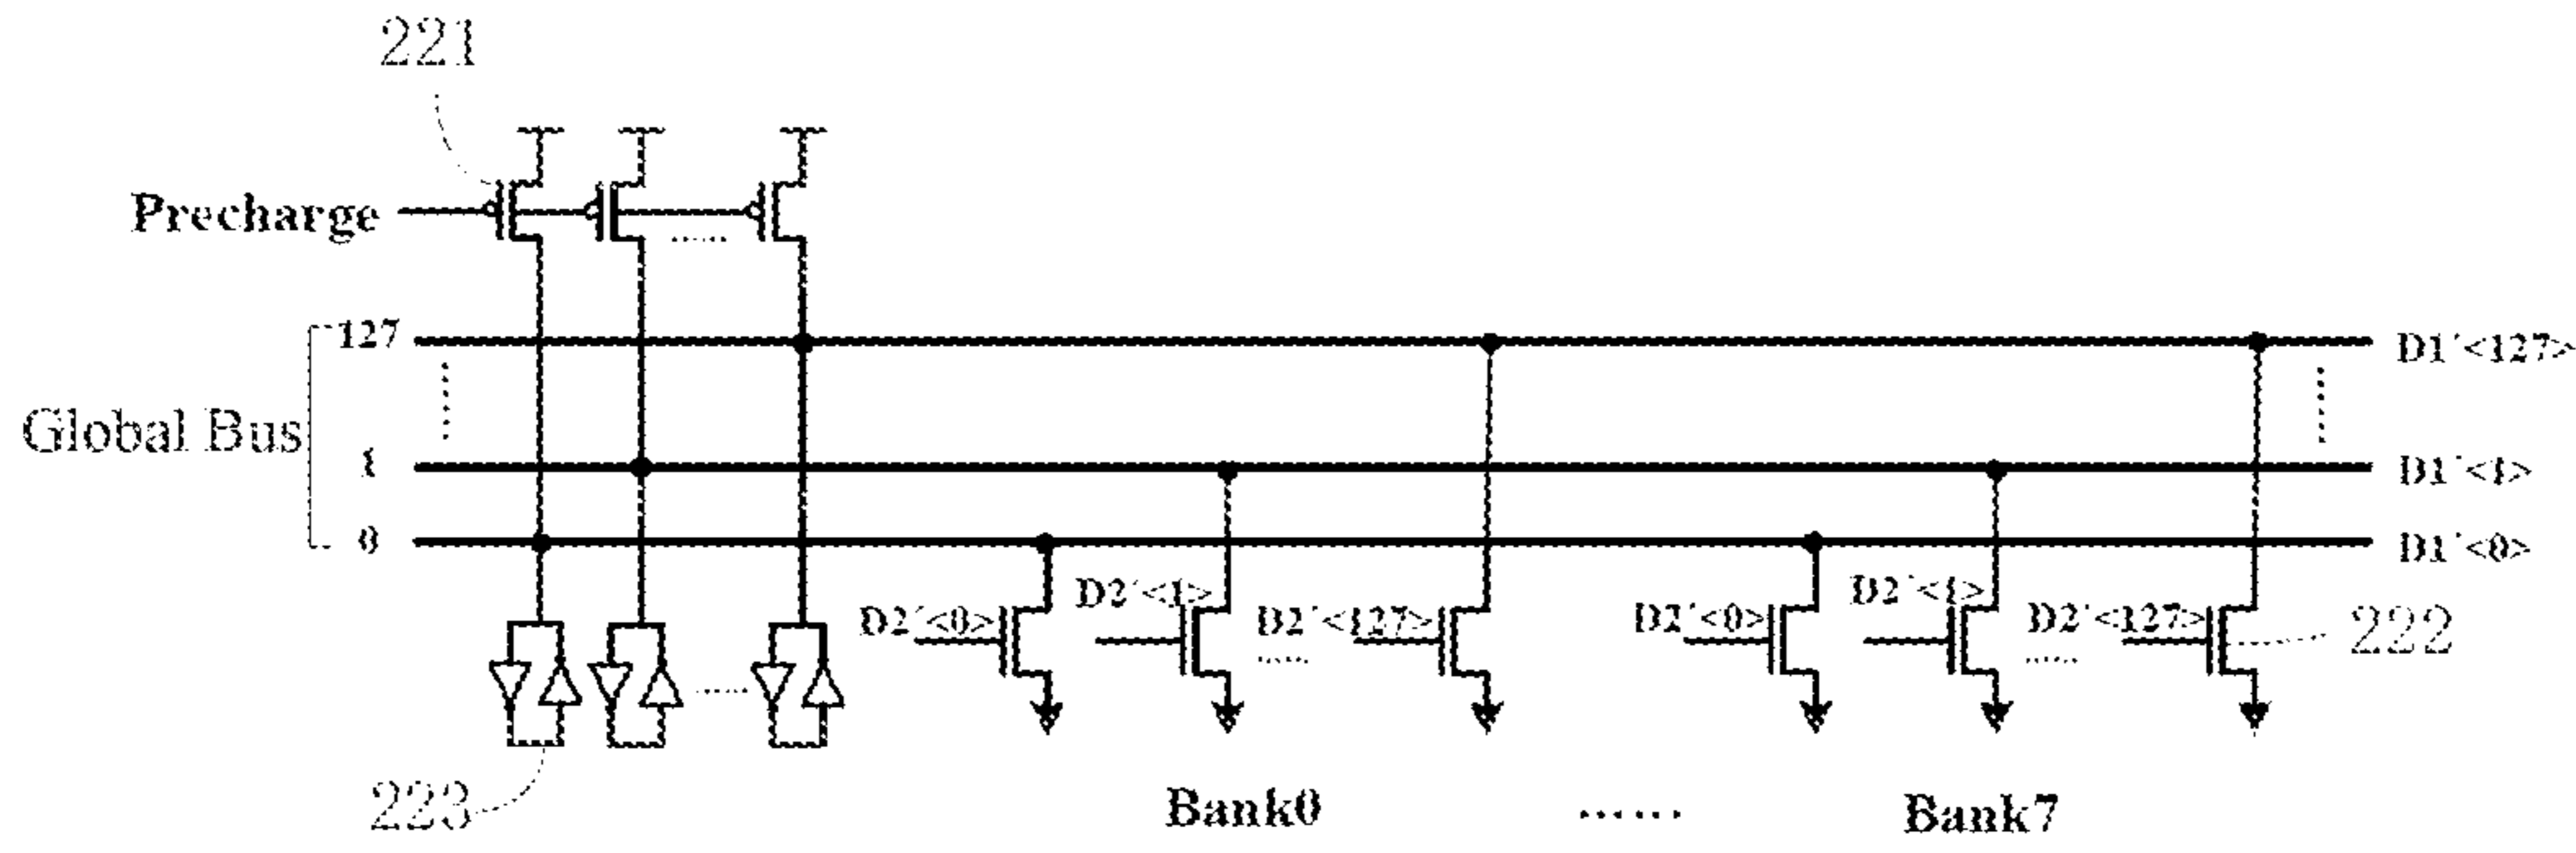 221
Precharge
127
D1´<127>
Global Bus
1
D1´<1>
0
D1´<0>
D2´<0>
D2´<1>
D2´<127>
D2´<0>
D2´<1>
D2´<127>
222
223
Bank0
......
Bank7